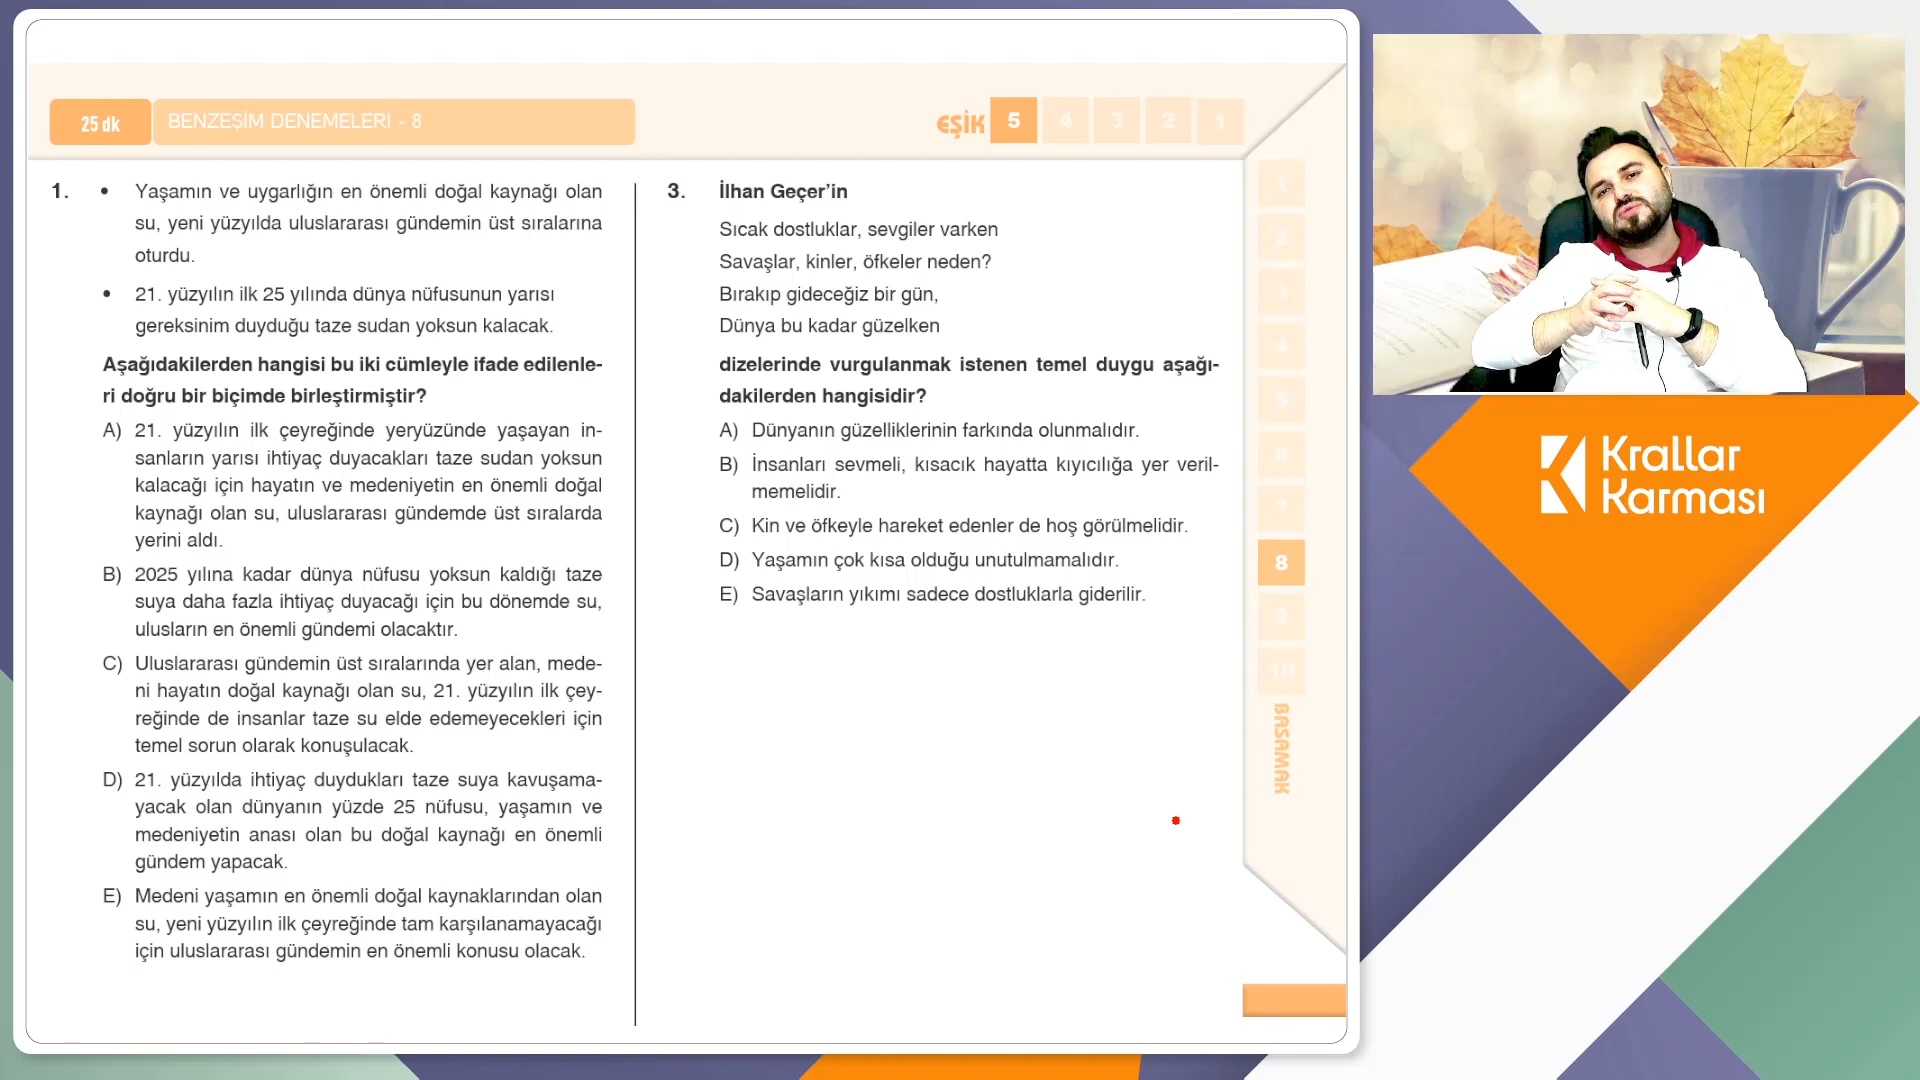 25 dk
BENZEŞİM DENEMELERİ - 8
EŞİK 5 4 3 2 1
1. • Yaşamın ve uygarlığın en önemli doğal kaynağı olan
su, yeni yüzyılda uluslararası gündemin üst sıralarına
oturdu.
• 21. yüzyılın ilk 25 yılında dünya nüfusunun yarısı
gereksinim duyduğu taze sudan yoksun kalacak.
Aşağıdakilerden hangisi bu iki cümleyle ifade edilenle-
ri doğru bir biçimde birleştirmiştir?
A) 21. yüzyılın ilk çeyreğinde yeryüzünde yaşayan in-
sanların yarısı ihtiyaç duyacakları taze sudan yoksun
kalacağı için hayatın ve medeniyetin en önemli doğal
kaynağı olan su, uluslararası gündemde üst sıralarda
yerini aldı.
B) 2025 yılına kadar dünya nüfusu yoksun kaldığı taze
suya daha fazla ihtiyaç duyacağı için bu dönemde su,
ulusların en önemli gündemi olacaktır.
C) Uluslararası gündemin üst sıralarında yer alan, mede-
ni hayatın doğal kaynağı olan su, 21. yüzyılın ilk çey-
reğinde de insanlar taze su elde edemeyecekleri için
temel sorun olarak konuşulacak.
D) 21. yüzyılda ihtiyaç duydukları taze suya kavuşama-
yacak olan dünyanın yüzde 25 nüfusu, yaşamın ve
medeniyetin anası olan bu doğal kaynağı en önemli
gündem yapacak.
E) Medeni yaşamın en önemli doğal kaynaklarından olan
su, yeni yüzyılın ilk çeyreğinde tam karşılanamayacağı
için uluslararası gündemin en önemli konusu olacak.
3. İlhan Geçer’in
Sıcak dostluklar, sevgiler varken
Savaşlar, kinler, öfkeler neden?
Bırakıp gideceğiz bir gün,
Dünya bu kadar güzelken
dizelerinde vurgulanmak istenen temel duygu aşağı-
dakilerden hangisidir?
A) Dünyanın güzelliklerinin farkında olunmalıdır.
B) İnsanları sevmeli, kısacık hayatta kıyıcılığa yer veril-
memelidir.
C) Kin ve öfkeyle hareket edenler de hoş görülmelidir.
D) Yaşamın çok kısa olduğu unutulmamalıdır.
E) Savaşların yıkımı sadece dostluklarla giderilir.
1
2
3
4
5
6
7
8
9
10
BASAMAK
Krallar
Karması